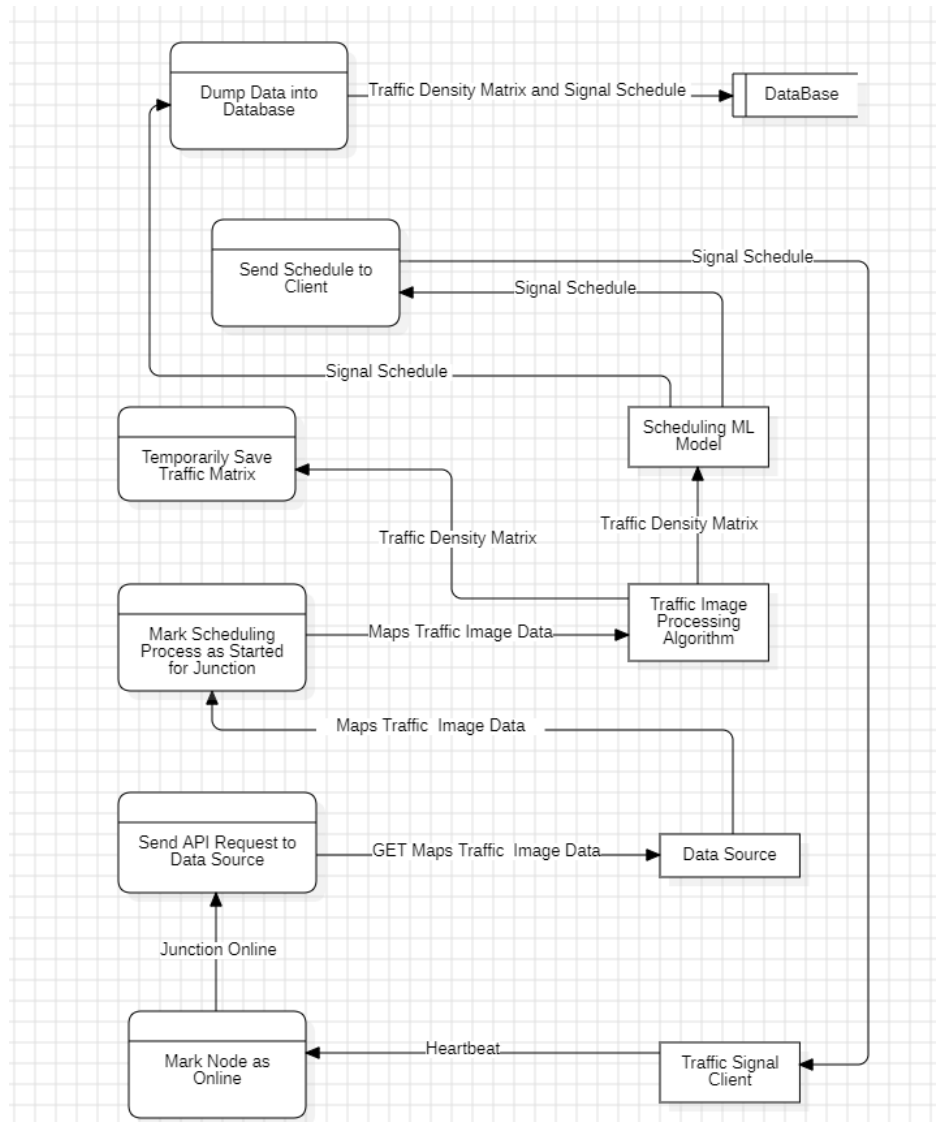 Dump Data into
Database
Traffic Density Matrix and Signal Schedule
DataBase
Send Schedule to
Client
Signal Schedule
Signal Schedule
Signal Schedule
Scheduling ML
Model
Temporarily Save
Traffic Matrix
Traffic Density Matrix
Traffic Density Matrix
Traffic Image
Processing
Algorithm
Mark Scheduling
Process as Started
for Junction
Maps Traffic Image Data
Maps Traffic  Image Data
Send API Request to
Data Source
GET Maps Traffic  Image Data
Data Source
Junction Online
Mark Node as
Online
Heartbeat
Traffic Signal
Client